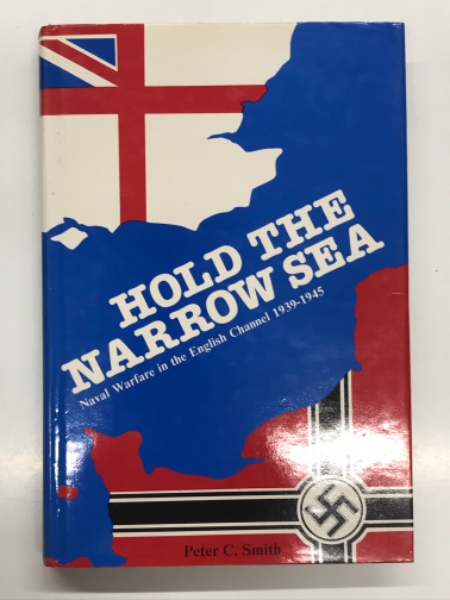 HOLD THE
NARROW SEA
Naval Warfare in the English Channel 1939-1945
Peter C. Smith